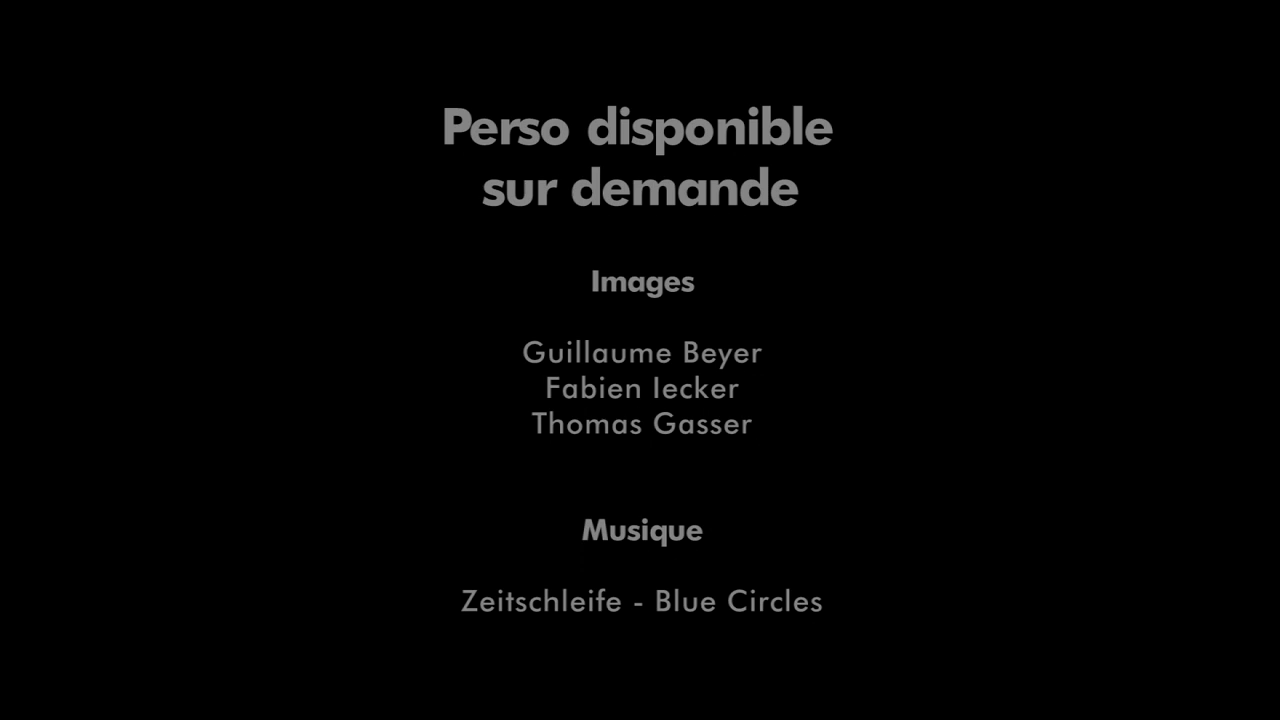 Perso disponible
sur demande
Images
Guillaume Beyer
Fabien Iecker
Thomas Gasser
Musique
Zeitschleife - Blue Circles